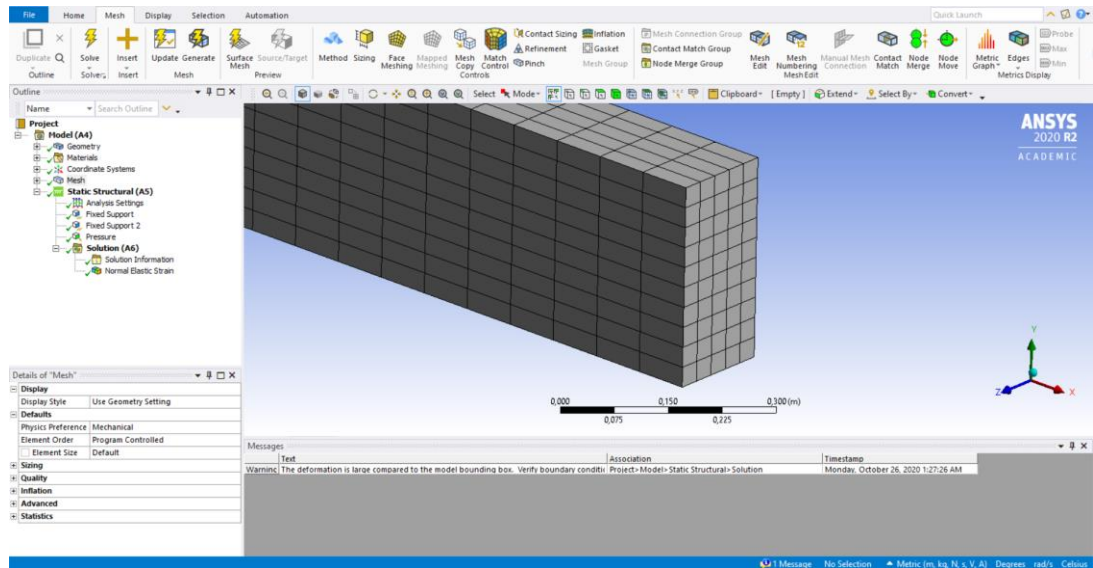 File Home Mesh Display Selection Automation Quick Launch
Duplicate Q Solve Insert Update Generate Surface Mesh Source/Target Method Sizing Face Meshing Mapped Meshing Mesh Copy Match Control Contact Sizing Inflation Mesh Connection Group Mesh Edit Mesh Numbering Manual Mesh Connection Contact Match Node Merge Node Move Metric Graph Edges Probe
Refinement Gasket Contact Match Group Max
Pinch Mesh Group Node Merge Group Min
Outline Solver Insert Mesh Preview Controls Mesh Edit Metrics Display
Outline Select Mode Clipboard [Empty] Extend Select By Convert
Name Search Outline
Project
Model (A4)
Geometry
Materials
Coordinate Systems
Mesh
Static Structural (A5)
Analysis Settings
Fixed Support
Fixed Support 2
Pressure
Solution (A6)
Solution Information
Normal Elastic Strain
ANSYS
2020 R2
ACADEMIC
Y
Z X
0,000 0,150 0,300 (m)
0,075 0,225
Details of "Mesh"
Display
Display Style Use Geometry Setting
Defaults
Physics Preference Mechanical
Element Order Program Controlled
Element Size Default
Sizing
Quality
Inflation
Advanced
Statistics
Messages
Text Association Timestamp
Warning The deformation is large compared to the model bounding box. Verify boundary conditi Project>Model>Static Structural>Solution Monday, October 26, 2020 1:27:26 AM
1 Message No Selection Metric (m, kg, N, s, V, A) Degrees rad/s Celsius